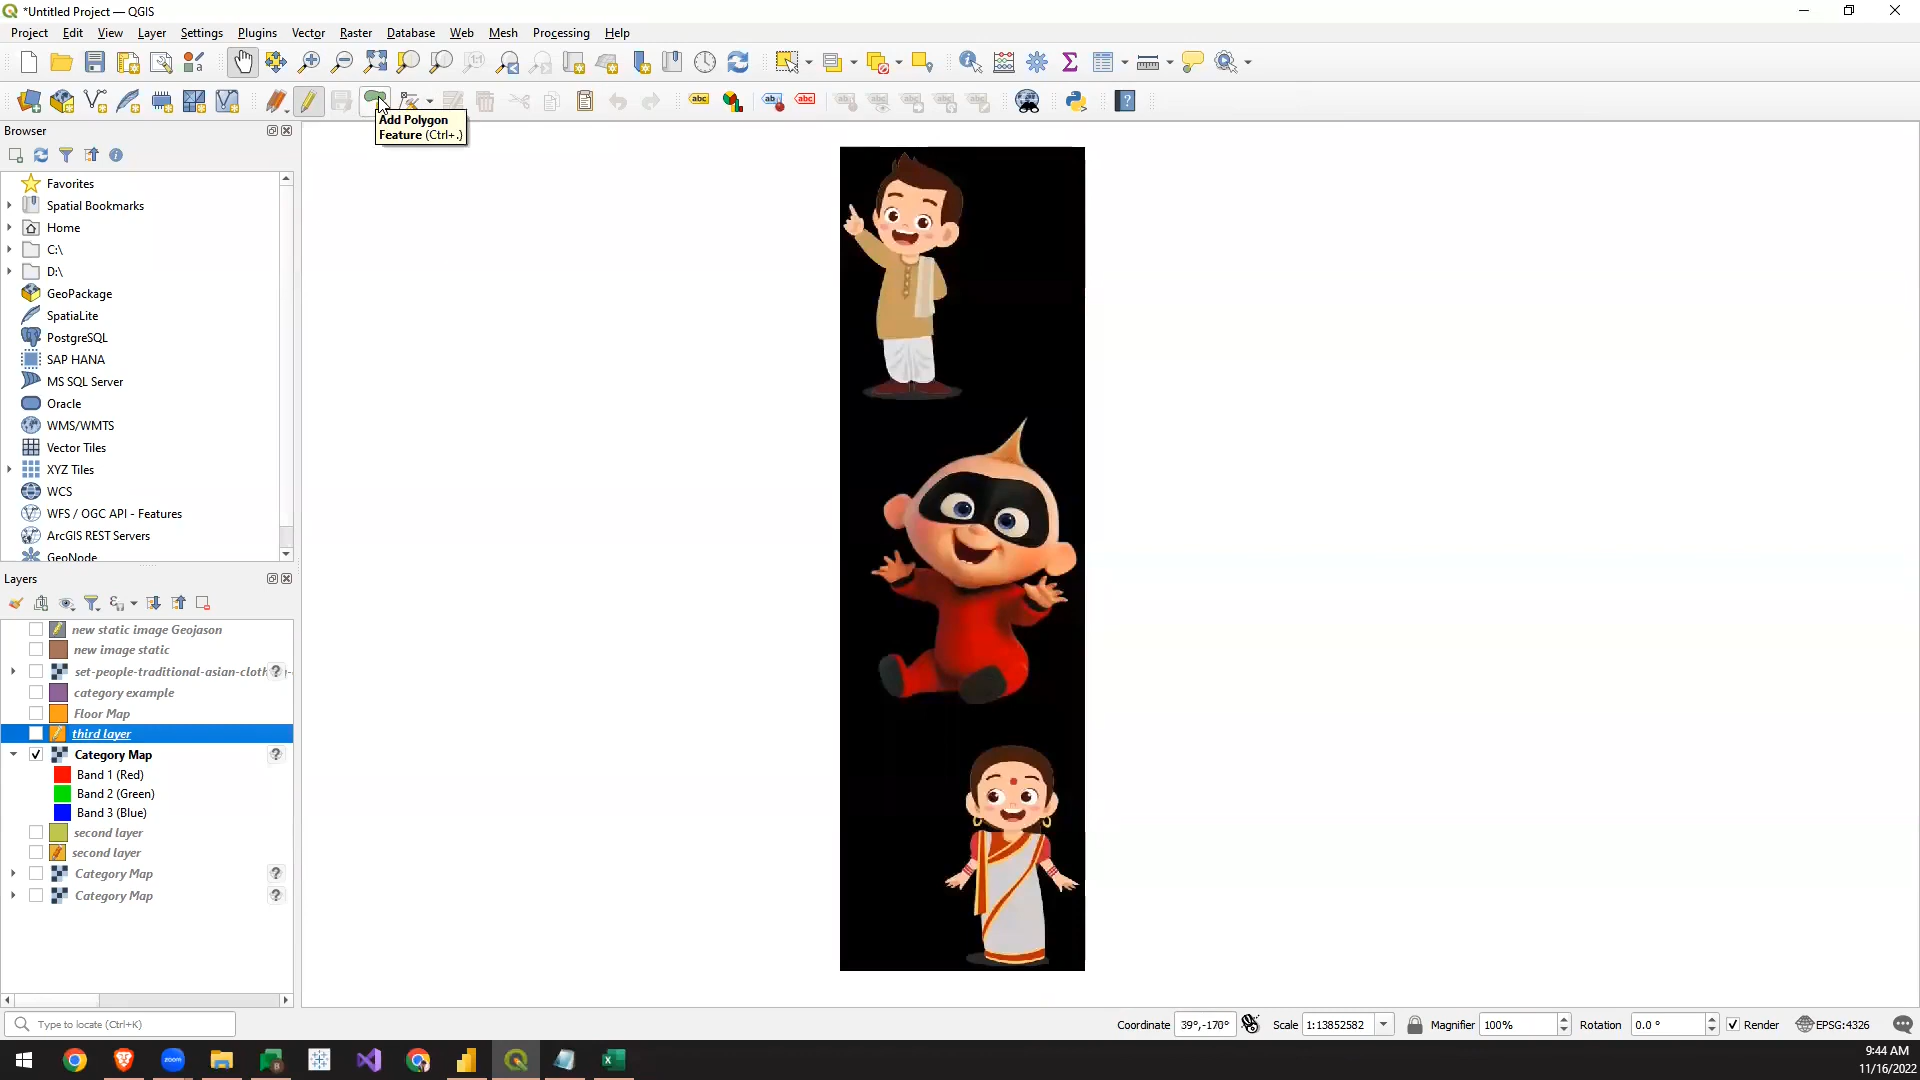 *Untitled Project — QGIS
Project Edit View Layer Settings Plugins Vector Raster Database Web Mesh Processing Help
abc abc abc
Add Polygon
Feature (Ctrl+.)
Browser
Favorites
Spatial Bookmarks
Home
C:\
D:\
GeoPackage
SpatiaLite
PostgreSQL
SAP HANA
MS SQL Server
Oracle
WMS/WMTS
Vector Tiles
XYZ Tiles
WCS
WFS / OGC API - Features
ArcGIS REST Servers
GeoNode
Layers
new static image Geojason
new image static
set-people-traditional-asian-cloth
category example
Floor Map
third layer
Category Map
Band 1 (Red)
Band 2 (Green)
Band 3 (Blue)
second layer
second layer
Category Map
Category Map
Type to locate (Ctrl+K)
Coordinate 39°,-170° Scale 1:13852582 Magnifier 100% Rotation 0.0 ° Render EPSG:4326
zoom
9:44 AM
11/16/2022